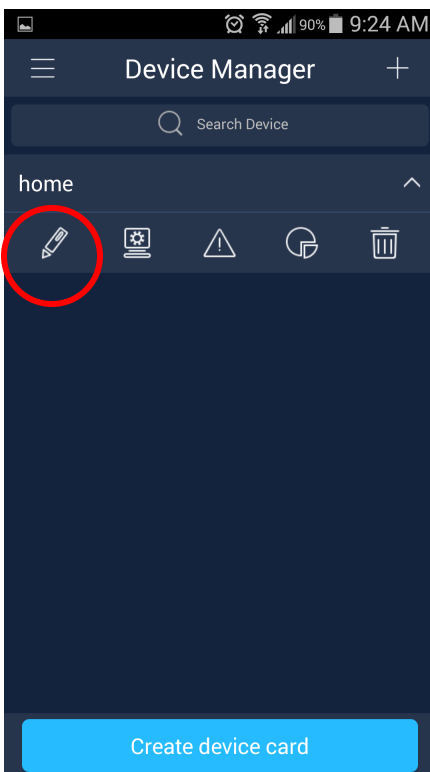 90% 9:24 AM
Device Manager
Search Device
home
Create device card